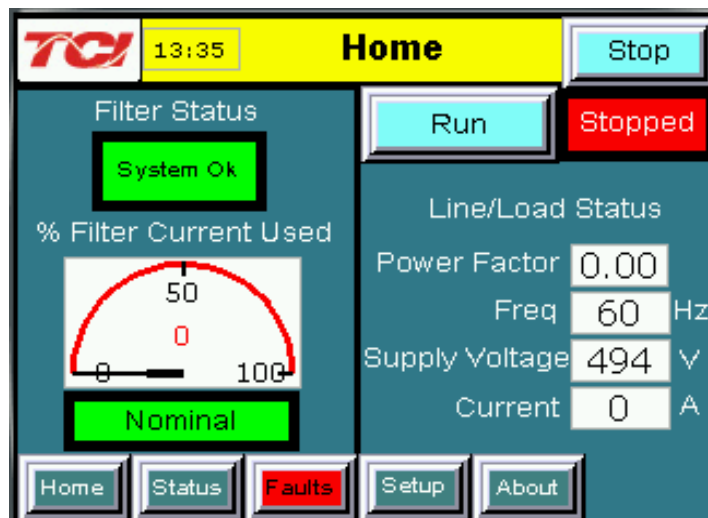 TCI 13:35 Home Stop
Filter Status
System Ok
% Filter Current Used
50
0
0 100
Nominal
Run Stopped
Line/Load Status
Power Factor 0.00
Freq 60 Hz
Supply Voltage 494 V
Current 0 A
Home Status Faults Setup About